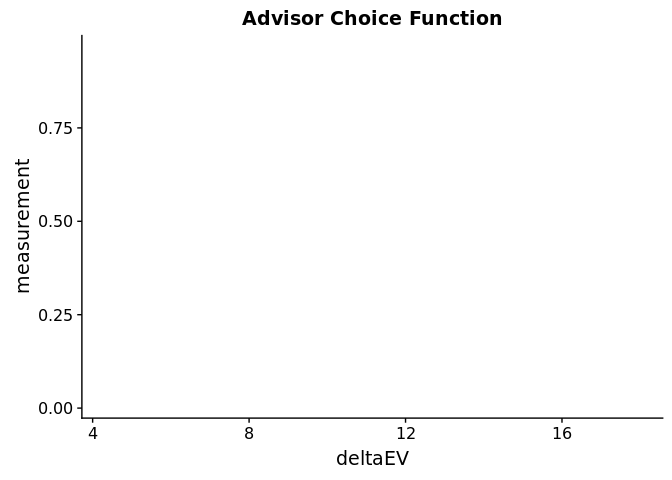 Advisor Choice Function
measurement
0.75
0.50
0.25
0.00
4 8 12 16
deltaEV